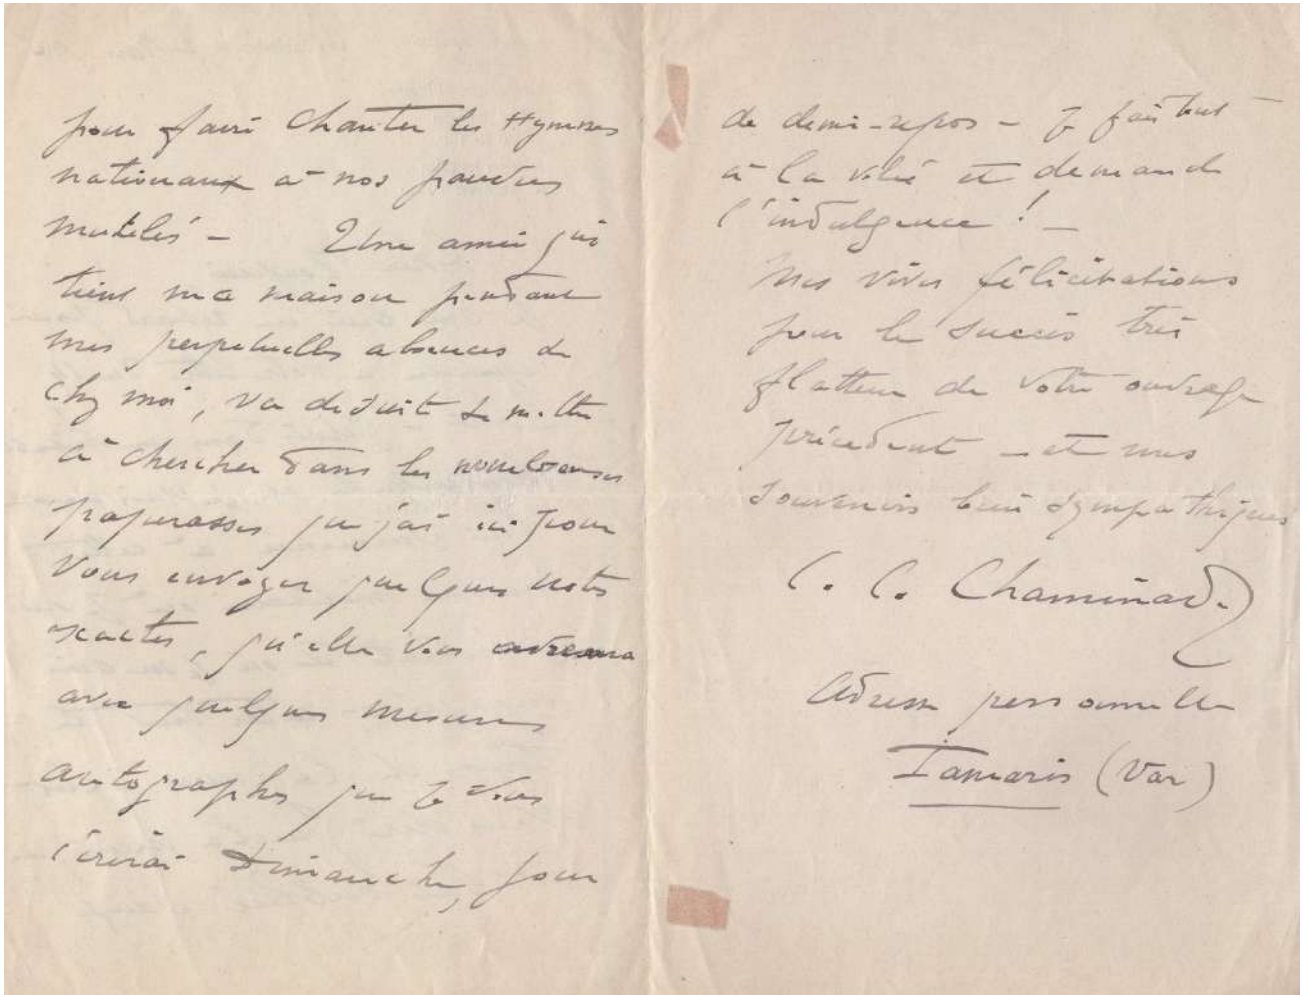 pour faire chanter les Hymnes
nationaux à nos pauvres
mutilés - Une amie qui
tient ma maison pendant
mes perpetuelles absences de
chez moi, va de suite se mettre
à chercher dans les nombreuses
paperasses que j'ai ici pour
vous envoyer quelques notes
exactes, qu'elle vous adressera
avec quelques mesures
autographes que je vous
écrirai Dimanche, jour
de demi-repos - Je fais tout
à la volée et demande
l'indulgence ! -
Mes vives félicitations
pour le succès très
flatteur de votre ouvrage
précédent - et mes
souvenirs bien sympathiques
C. C. Chaminade
Adresse personnelle
Tamaris (Var)